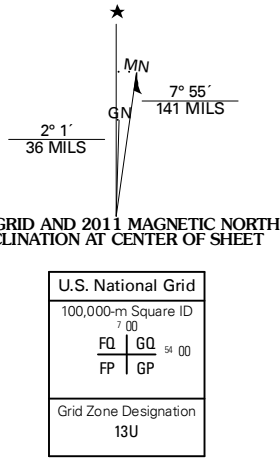 MN
GN
7° 55´
141 MILS
2° 1´
36 MILS
GRID AND 2011 MAGNETIC NORTH
CLINATION AT CENTER OF SHEET
U.S. National Grid
100,000-m Square ID
7 00
FQ GQ 54 00
FP GP
Grid Zone Designation
13U